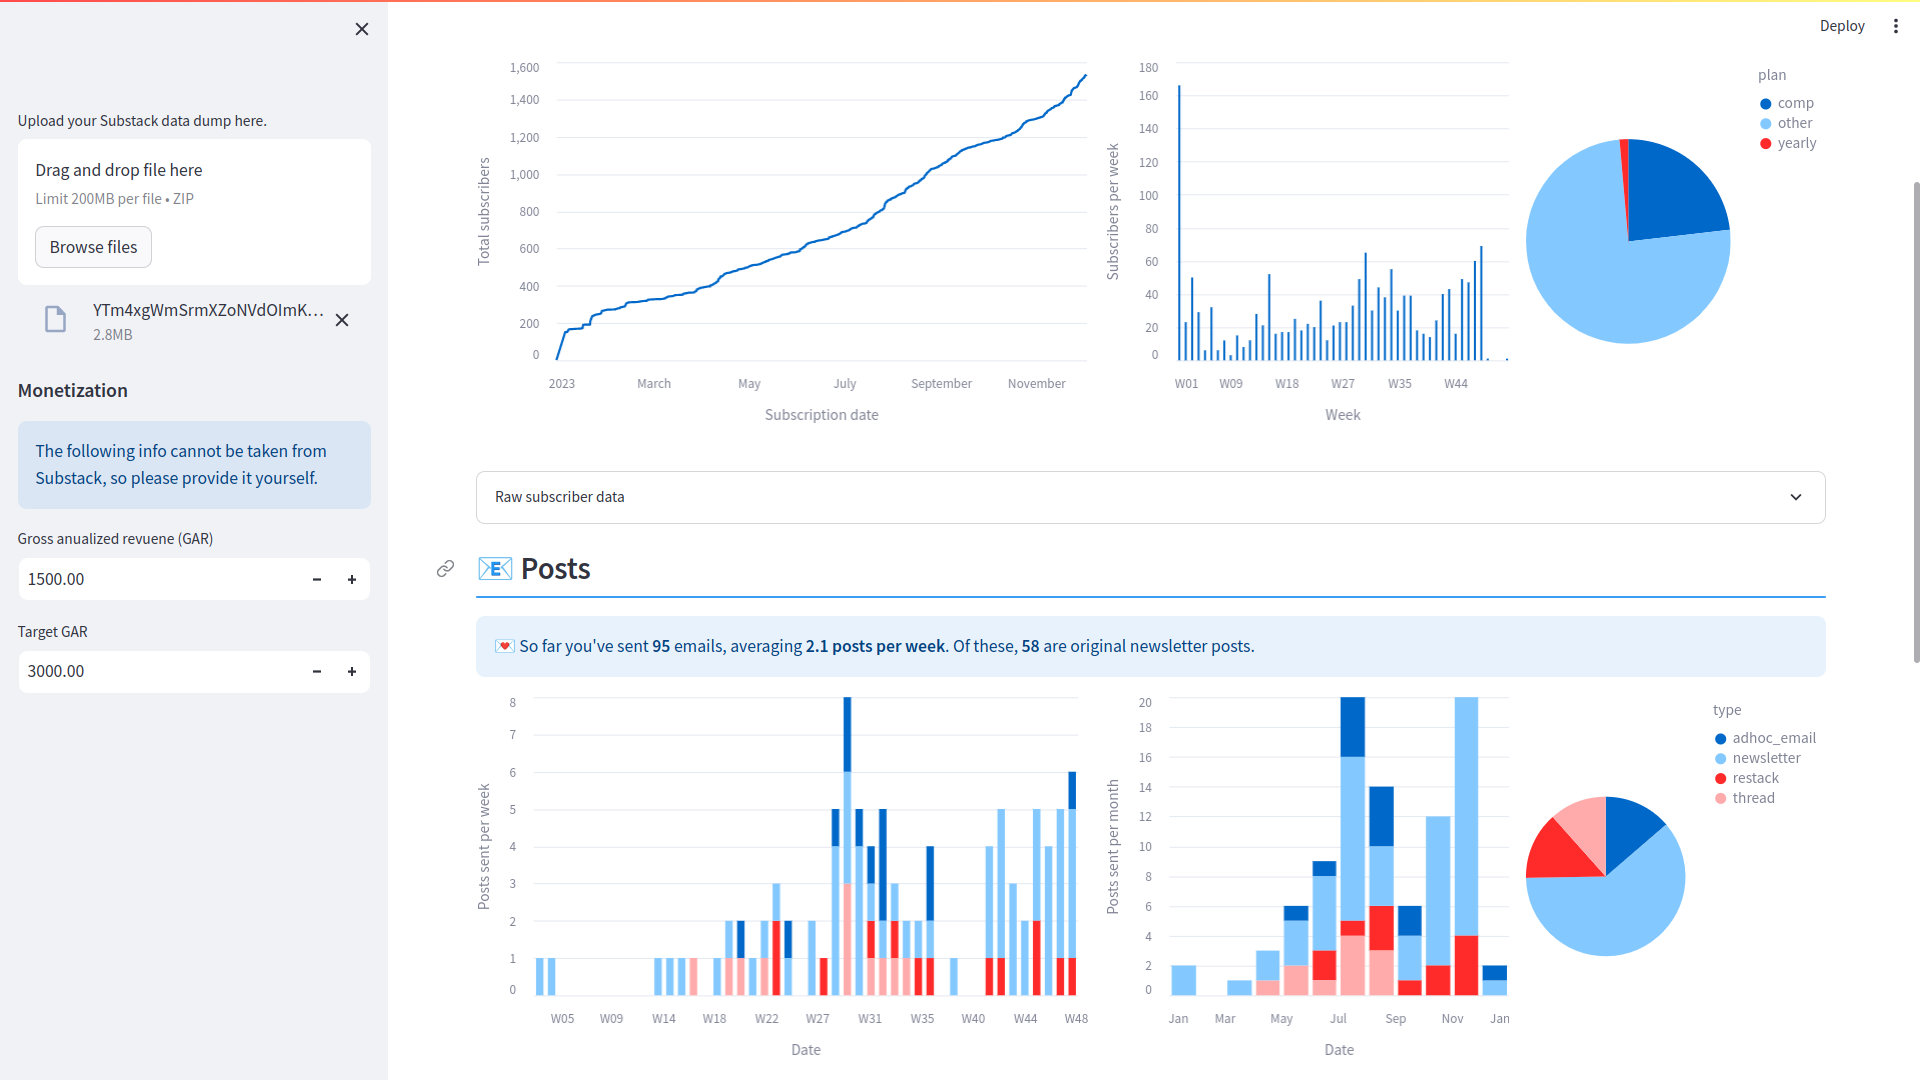 Deploy
Upload your Substack data dump here.
Drag and drop file here
Limit 200MB per file • ZIP
Browse files
YTm4xgWmSrmXZoNVdOImK...
2.8MB
Monetization
The following info cannot be taken from
Substack, so please provide it yourself.
Gross anualized revuene (GAR)
1500.00
Target GAR
3000.00
Total subscribers
1,600
1,400
1,200
1,000
800
600
400
200
0
2023 March May July September November
Subscription date
Subscribers per week
180
160
140
120
100
80
60
40
20
0
W01 W09 W18 W27 W35 W44
Week
plan
comp
other
yearly
Raw subscriber data
Posts
So far you've sent 95 emails, averaging 2.1 posts per week. Of these, 58 are original newsletter posts.
Posts sent per week
8
7
6
5
4
3
2
1
0
W05 W09 W14 W18 W22 W27 W31 W35 W40 W44 W48
Date
Posts sent per month
20
18
16
14
12
10
8
6
4
2
0
Jan Mar May Jul Sep Nov Jan
Date
type
adhoc_email
newsletter
restack
thread